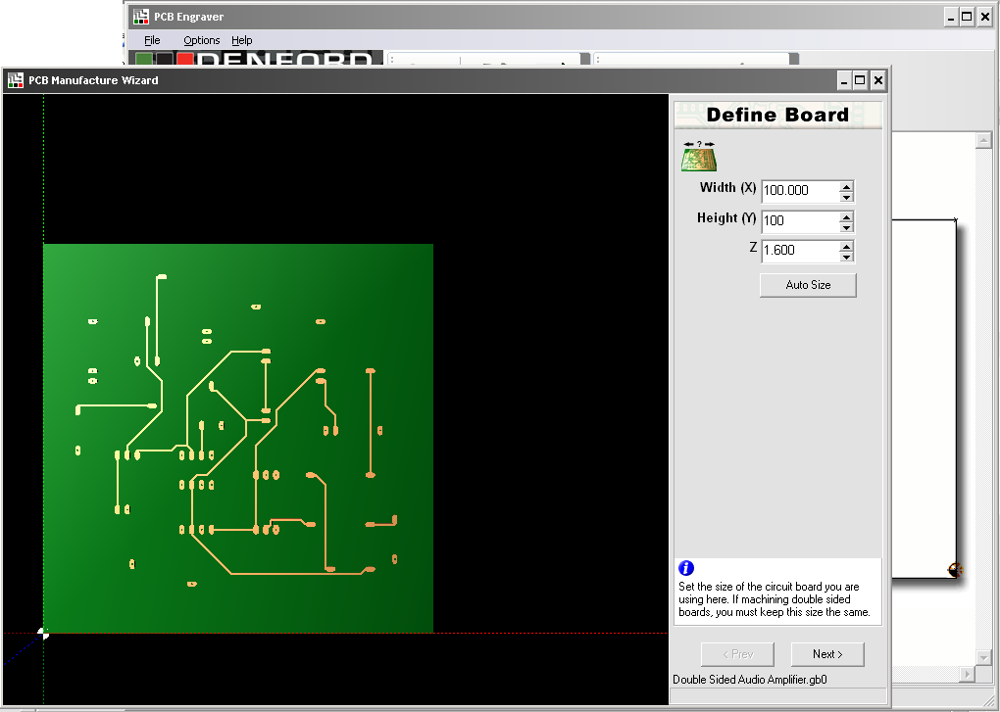 PCB Engraver
File Options Help
DENFORD
PCB Manufacture Wizard
Define Board
?
Width (X) 100.000
Height (Y) 100
Z 1.600
Auto Size
i
Set the size of the circuit board you are
using here. If machining double sided
boards, you must keep this size the same.
< Prev Next >
Double Sided Audio Amplifier.gb0